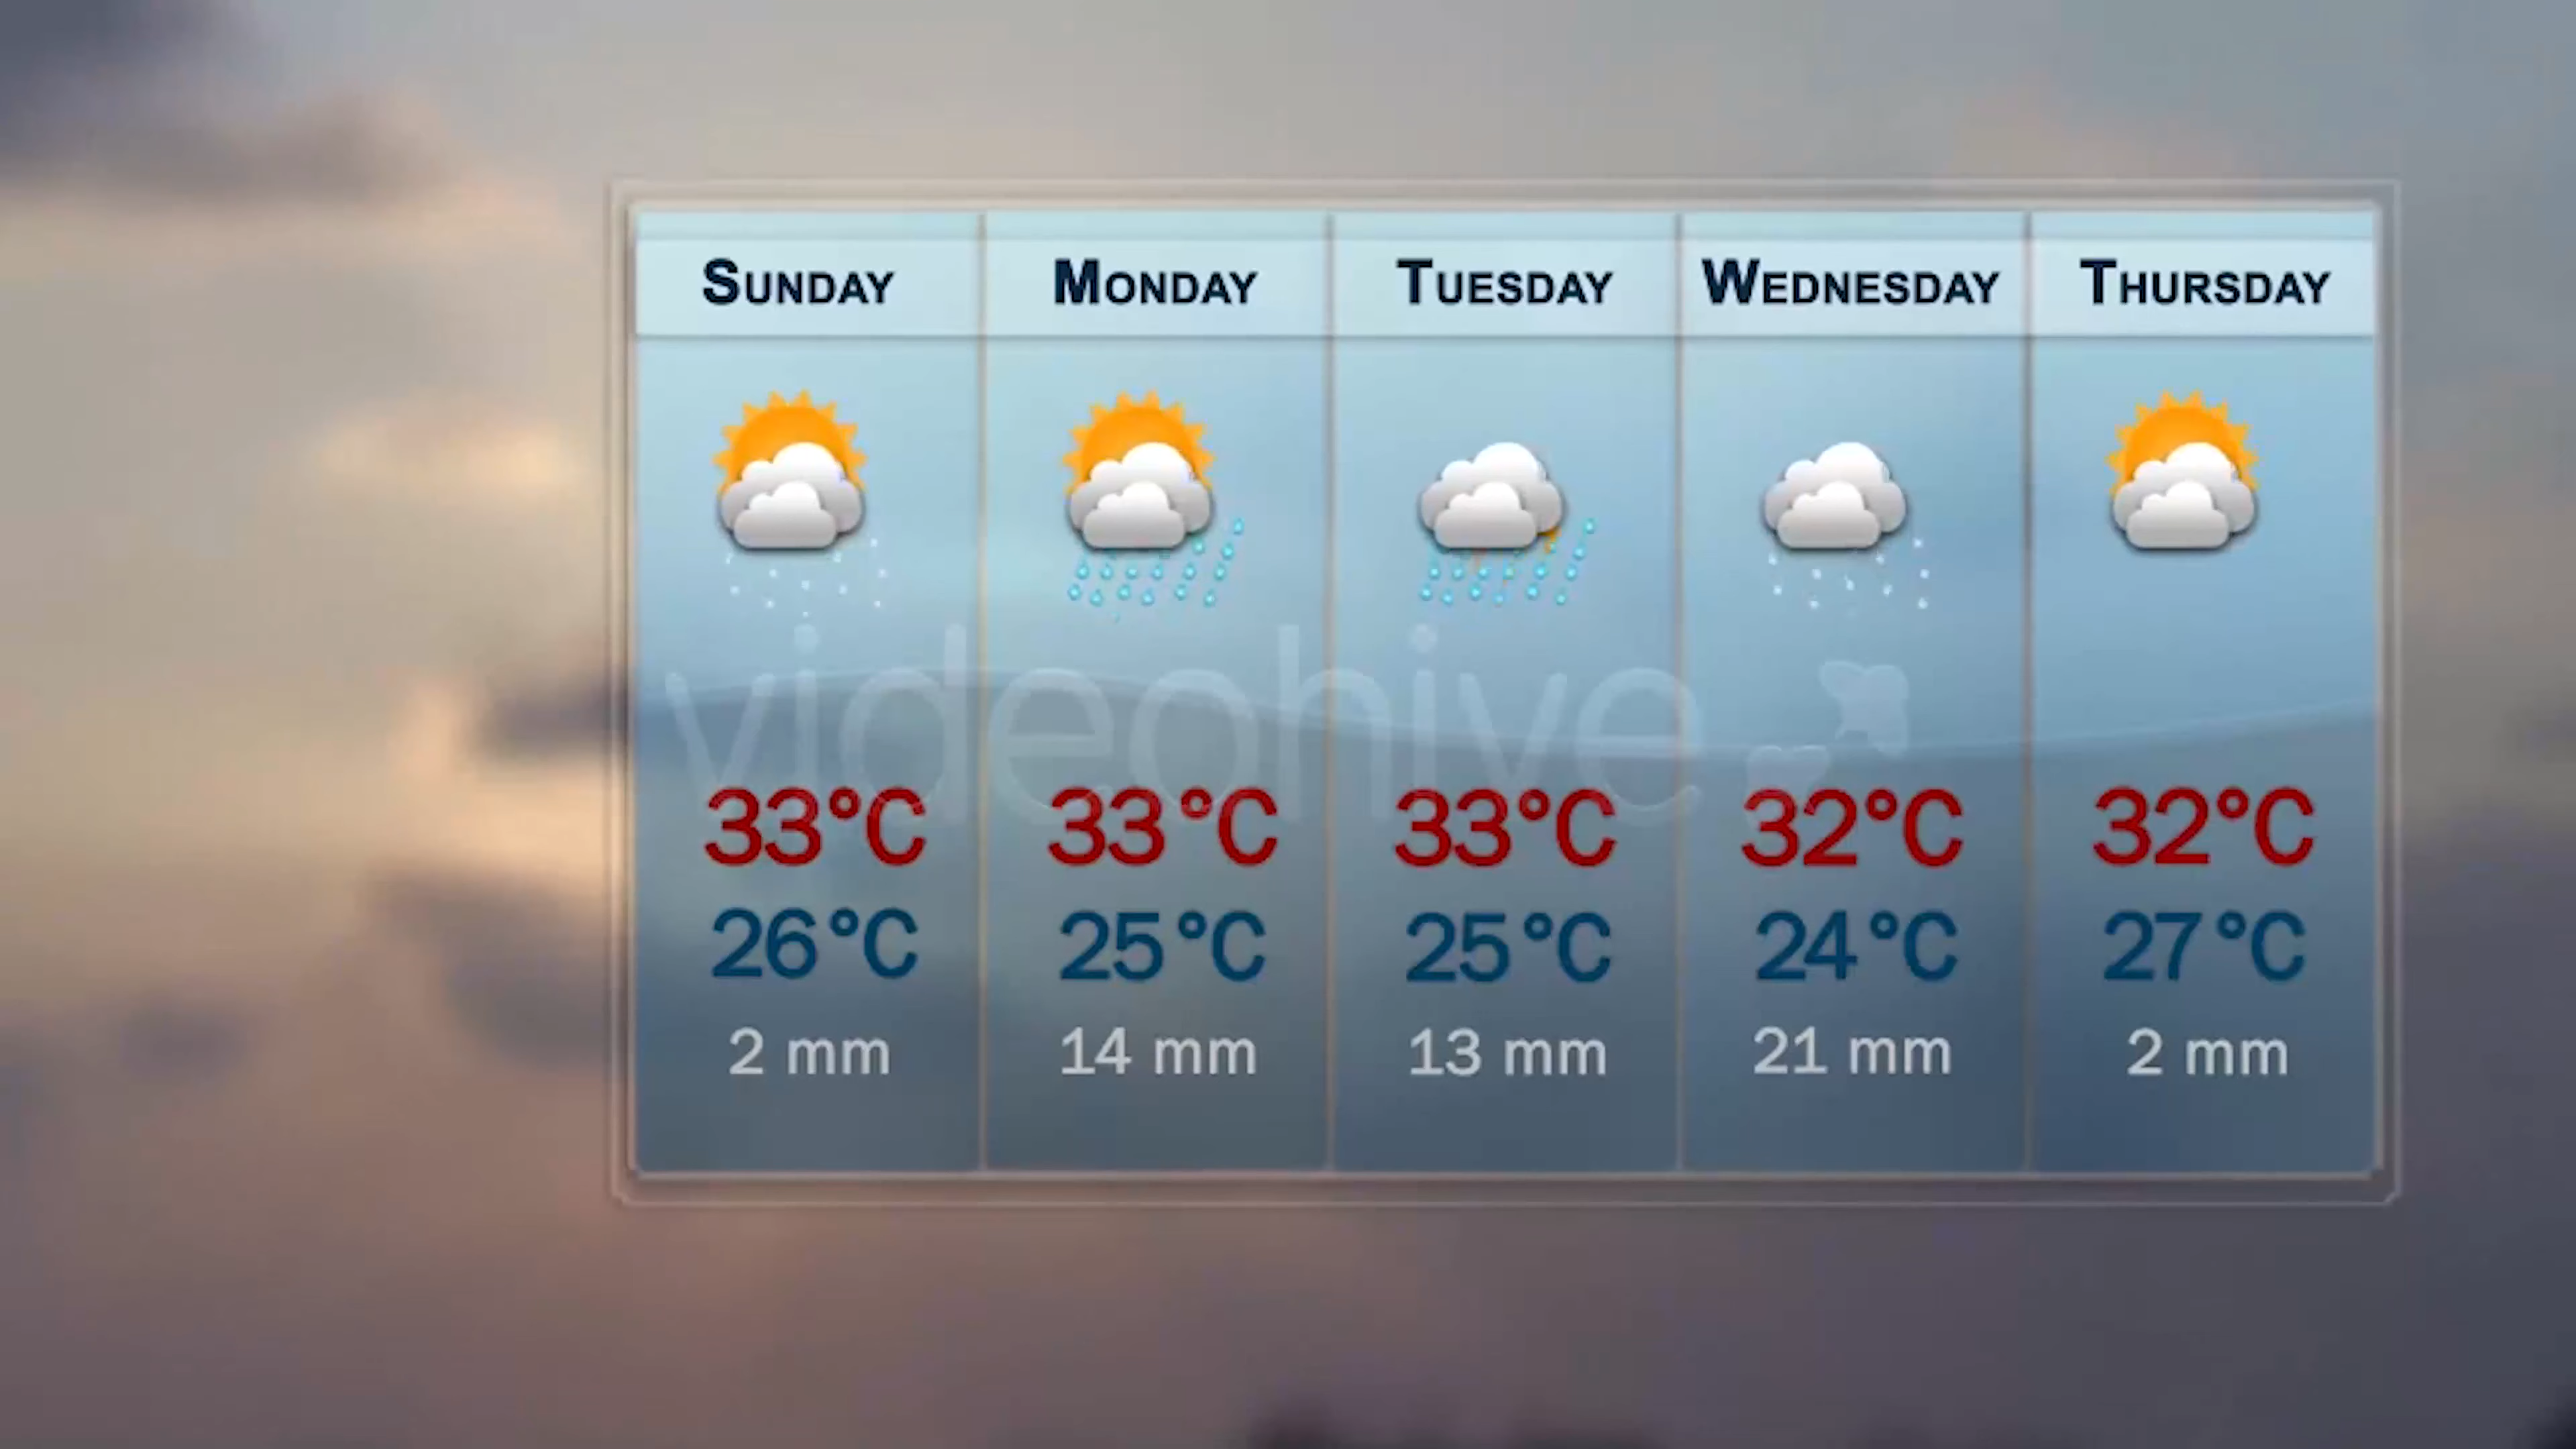 SUNDAY MONDAY TUESDAY WEDNESDAY THURSDAY
videohive
33°C 33°C 33°C 32°C 32°C
26°C 25°C 25°C 24°C 27°C
2 mm 14 mm 13 mm 21 mm 2 mm